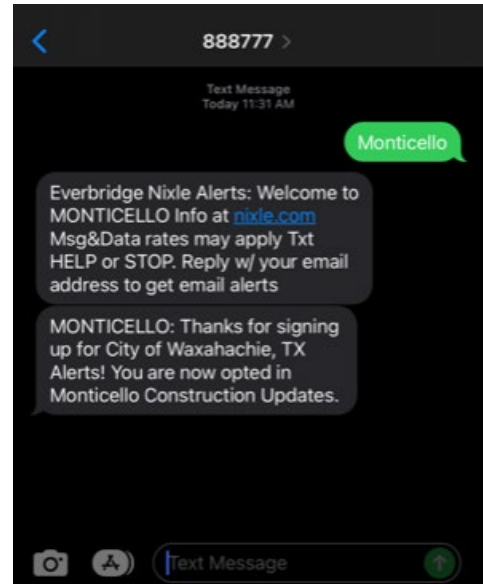 888777 >
Text Message
Today 11:31 AM
Monticello
Everbridge Nixle Alerts: Welcome to
MONTICELLO Info at nixle.com
Msg&Data rates may apply Txt
HELP or STOP. Reply w/ your email
address to get email alerts
MONTICELLO: Thanks for signing
up for City of Waxahachie, TX
Alerts! You are now opted in
Monticello Construction Updates.
Text Message